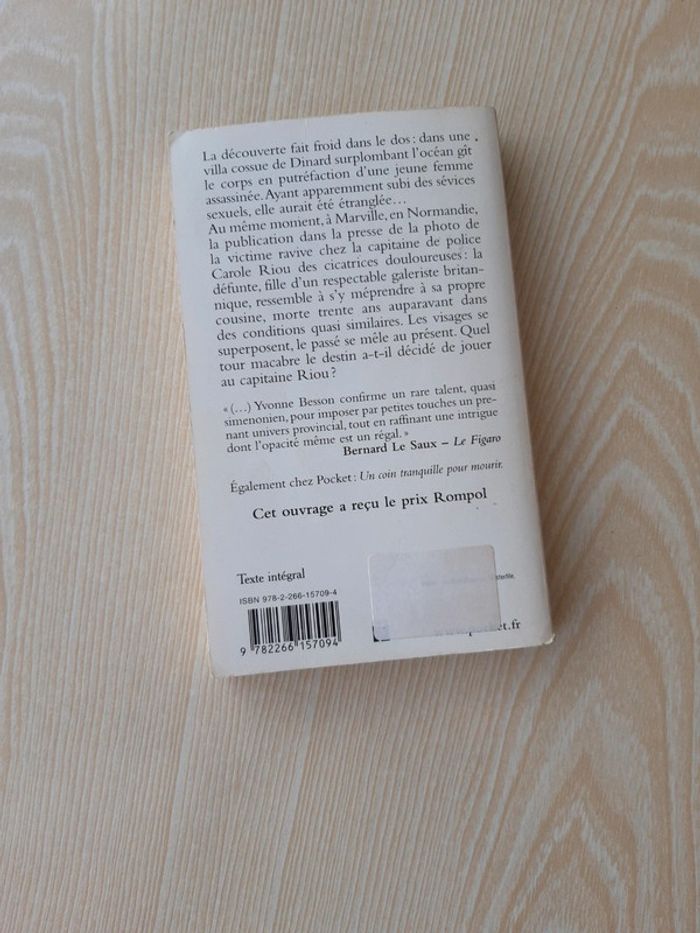 La découverte fait froid dans le dos : dans une
villa cossue de Dinard surplombant l'océan gît
le corps en putréfaction d'une jeune femme
assassinée. Ayant apparemment subi des sévices
sexuels, elle aurait été étranglée…
Au même moment, à Marville, en Normandie,
la publication dans la presse de la photo de
la victime ravive chez la capitaine de police
Carole Riou des cicatrices douloureuses : la
défunte, fille d'un respectable galeriste britan-
nique, ressemble à s'y méprendre à sa propre
cousine, morte trente ans auparavant dans
des conditions quasi similaires. Les visages se
superposent, le passé se mêle au présent. Quel
tour macabre le destin a-t-il décidé de jouer
au capitaine Riou ?
« (…) Yvonne Besson confirme un rare talent, quasi
simenonien, pour imposer par petites touches un pre-
nant univers provincial, tout en raffinant une intrigue
dont l'opacité même est un régal. »
Bernard Le Saux – Le Figaro
Également chez Pocket : Un coin tranquille pour mourir.
Cet ouvrage a reçu le prix Rompol
Texte intégral
ISBN 978-2-266-15709-4
9 782266 157094